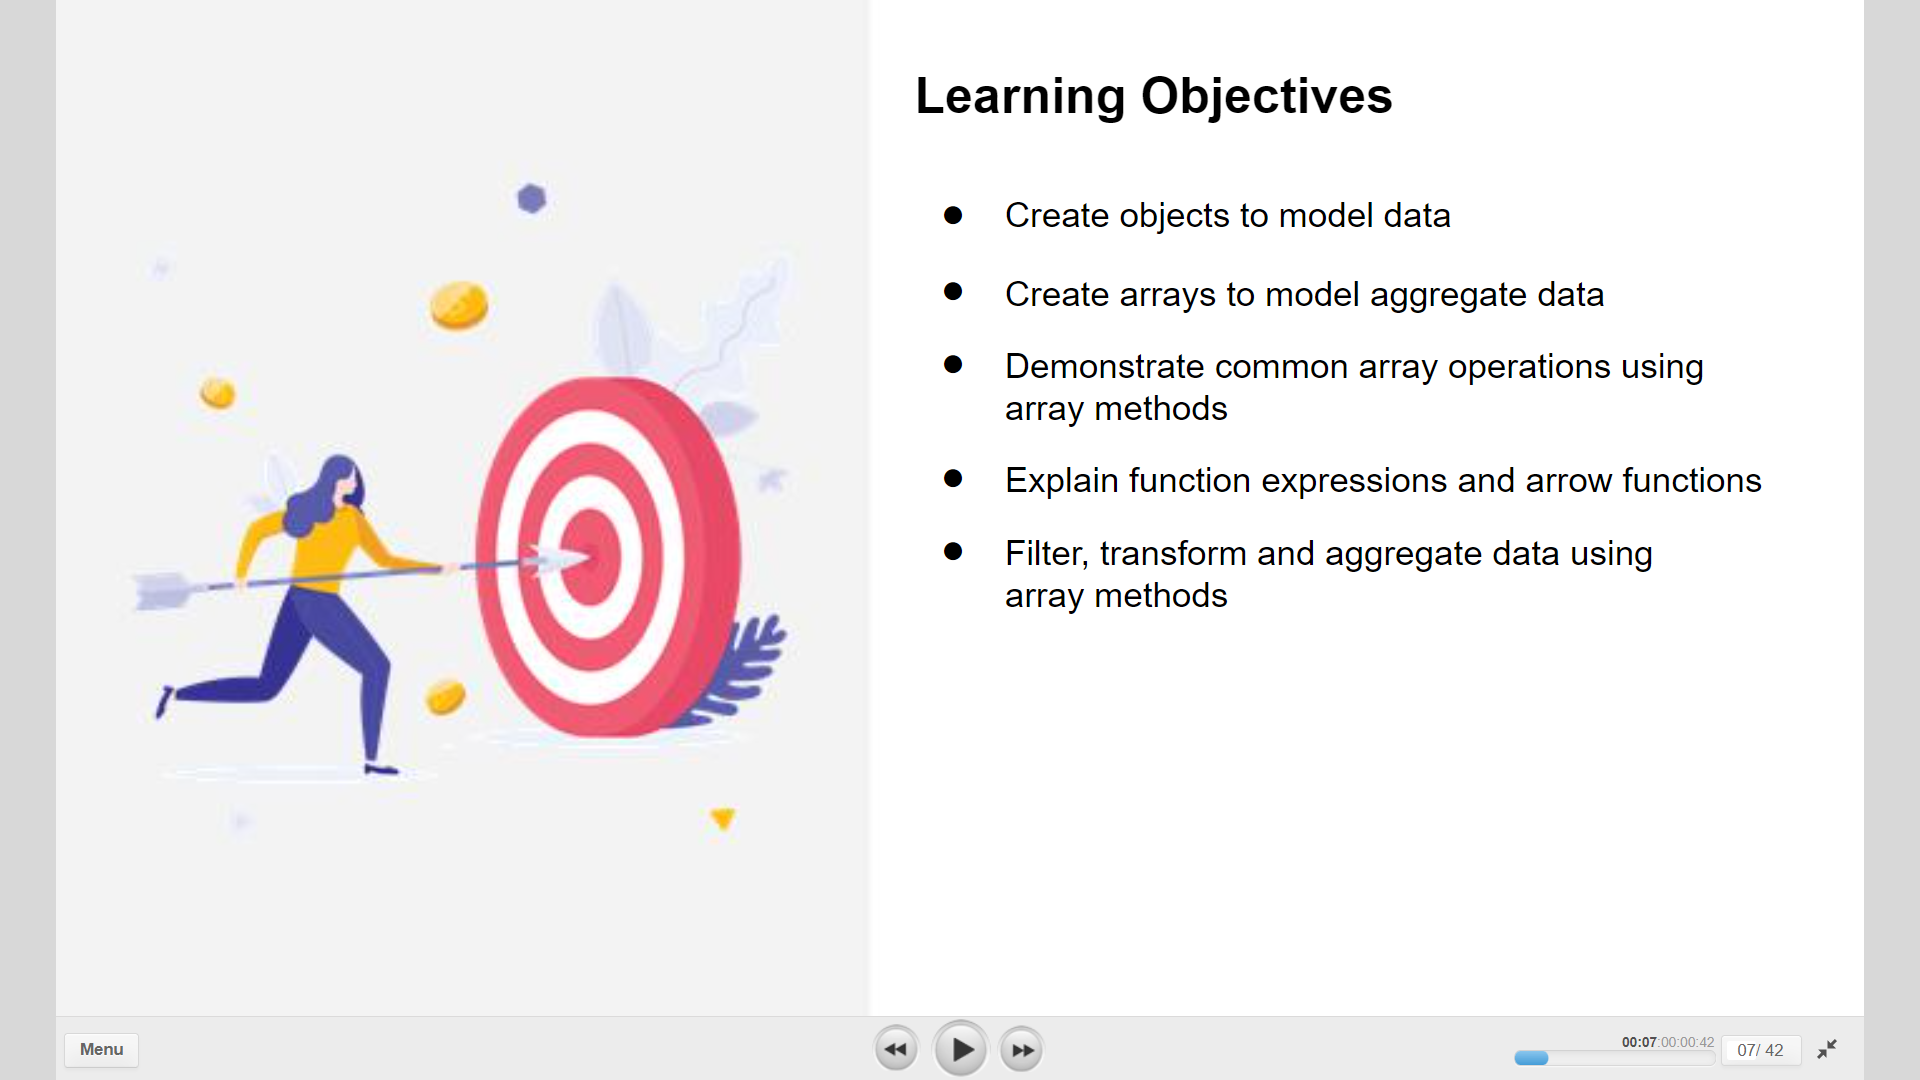 Learning Objectives
● Create objects to model data
● Create arrays to model aggregate data
● Demonstrate common array operations using
array methods
● Explain function expressions and arrow functions
● Filter, transform and aggregate data using
array methods
Menu
00:07:00:00:42
07/ 42